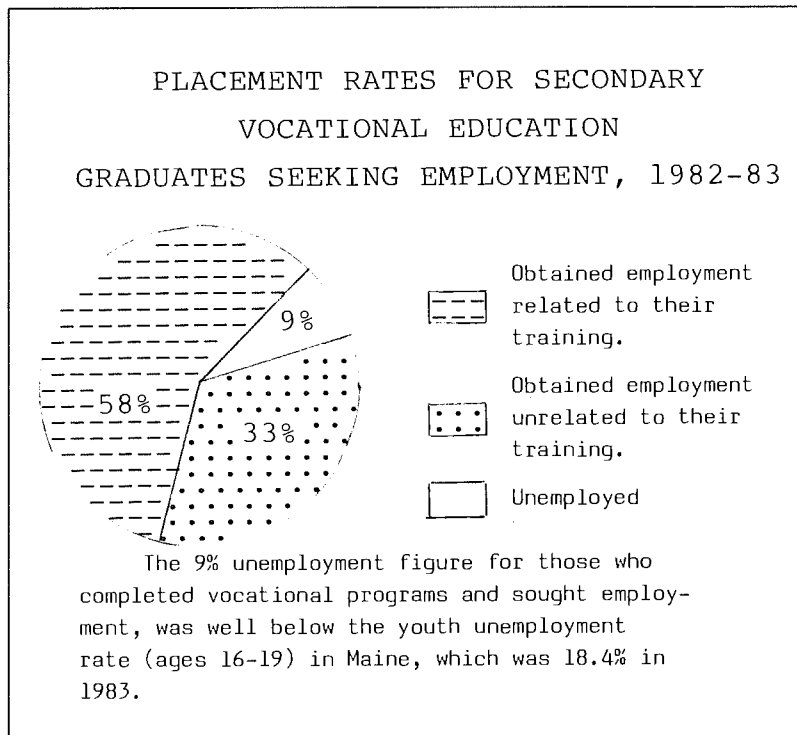 PLACEMENT RATES FOR SECONDARY
VOCATIONAL EDUCATION
GRADUATES SEEKING EMPLOYMENT, 1982-83
9%
58%
33%
Obtained employment
related to their
training.
Obtained employment
unrelated to their
training.
Unemployed
The 9% unemployment figure for those who
completed vocational programs and sought employ-
ment, was well below the youth unemployment
rate (ages 16-19) in Maine, which was 18.4% in
1983.